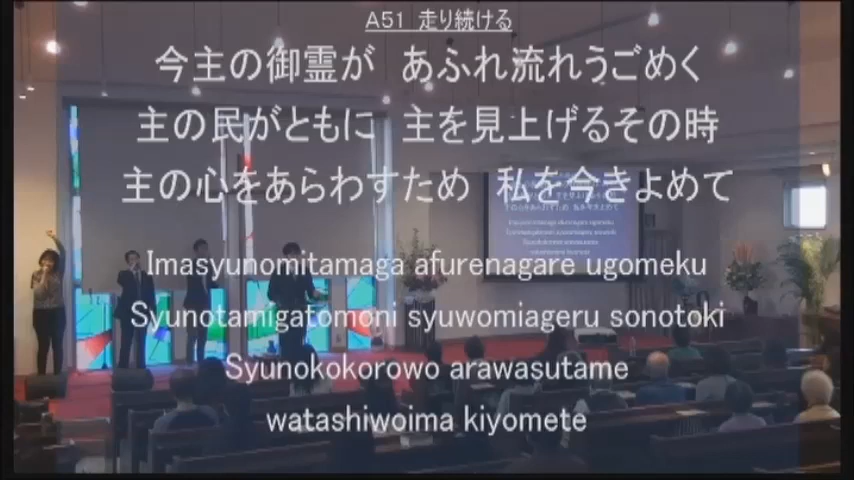 A51 走り続ける
今主の御霊が あふれ流れうごめく
主の民がともに 主を見上げるその時
主の心をあらわすため 私を今きよめて
Imasyunomitamaga afurenagare ugomeku
Syunotamigatomoni syuwomiageru sonotoki
Syunokokorowo arawasutame
watashiwoima kiyomete